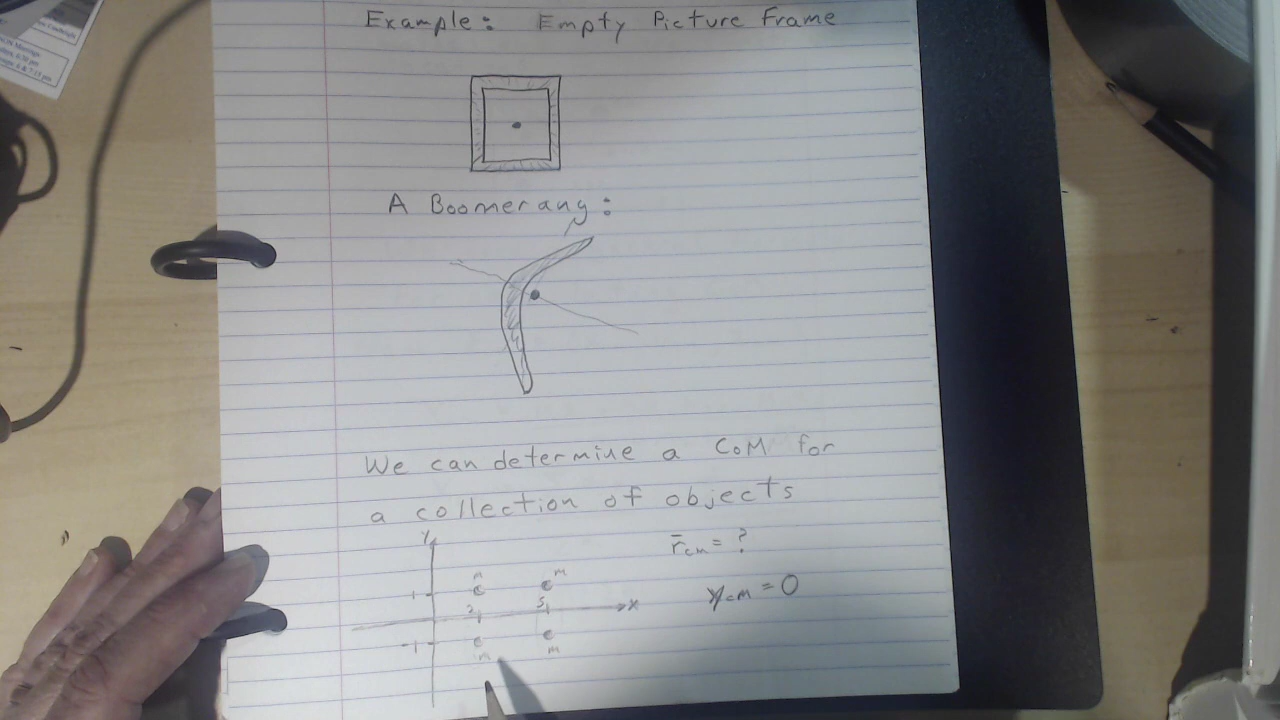 Example: Empty Picture Frame
A Boomerang:
We can determine a CoM for
a collection of objects
r̄cm = ?
Ycm = 0
y
m m
1
2 5 x
-1
m m